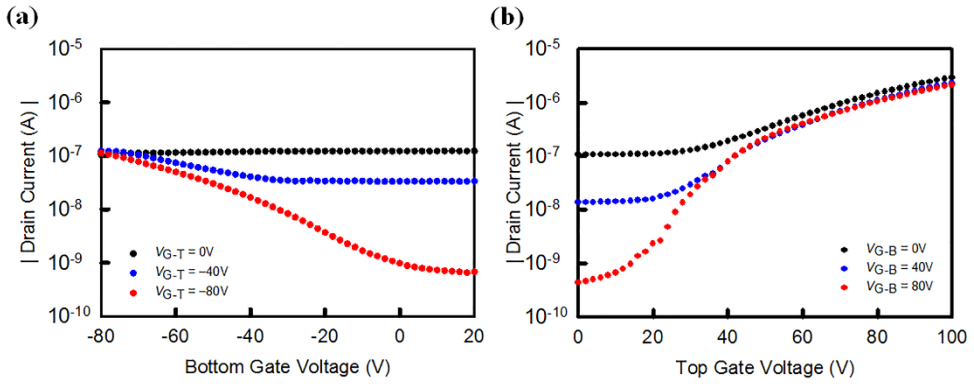 (a)
(b)
| Drain Current (A) |
10-5
10-6
10-7
10-8
10-9
10-10
VG-T = 0V
VG-T = −40V
VG-T = −80V
-80 -60 -40 -20 0 20
Bottom Gate Voltage (V)
| Drain Current (A) |
10-5
10-6
10-7
10-8
10-9
10-10
VG-B = 0V
VG-B = 40V
VG-B = 80V
0 20 40 60 80 100
Top Gate Voltage (V)